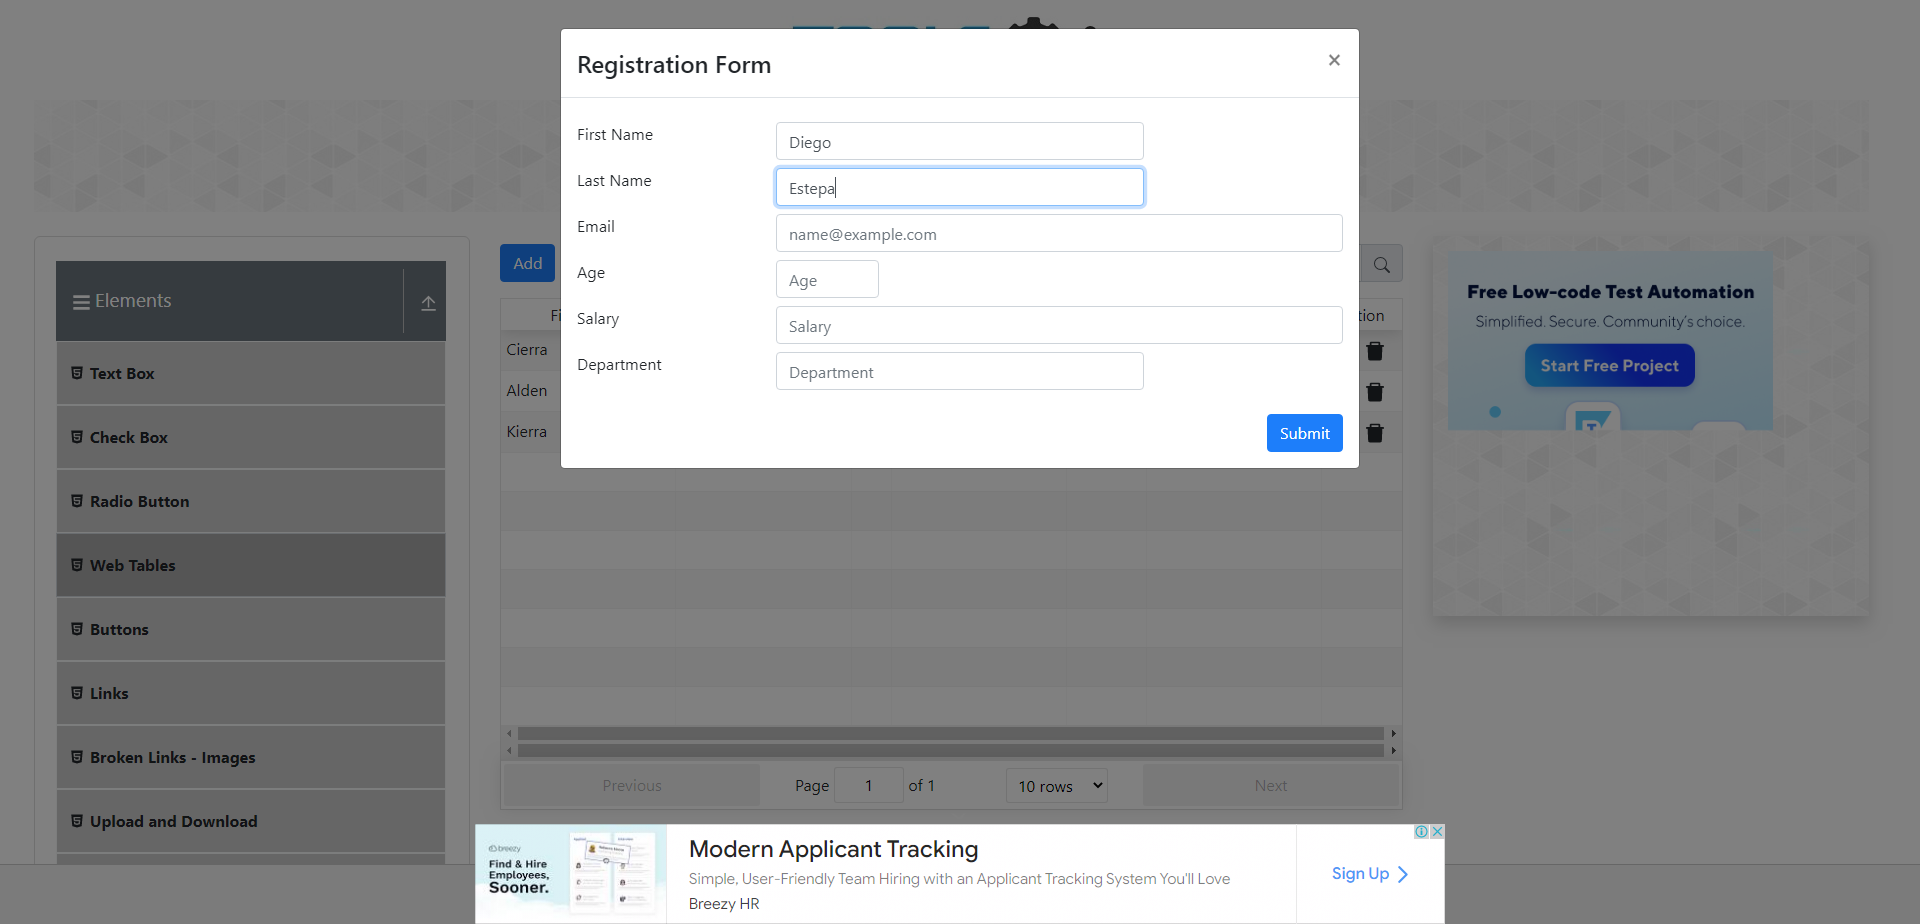 Registration Form
×
First Name
Diego
Last Name
Estepa
Email
name@example.com
Age
Age
Salary
Salary
Department
Department
Submit
Elements
Text Box
Check Box
Radio Button
Web Tables
Buttons
Links
Broken Links - Images
Upload and Download
Add
Cierra
Alden
Kierra
Previous
Page 1 of 1
10 rows
Next
Free Low-code Test Automation
Simplified. Secure. Community's choice.
Start Free Project
breezy
Find & Hire
Employees,
Sooner.
Modern Applicant Tracking
Simple, User-Friendly Team Hiring with an Applicant Tracking System You'll Love
Breezy HR
Sign Up